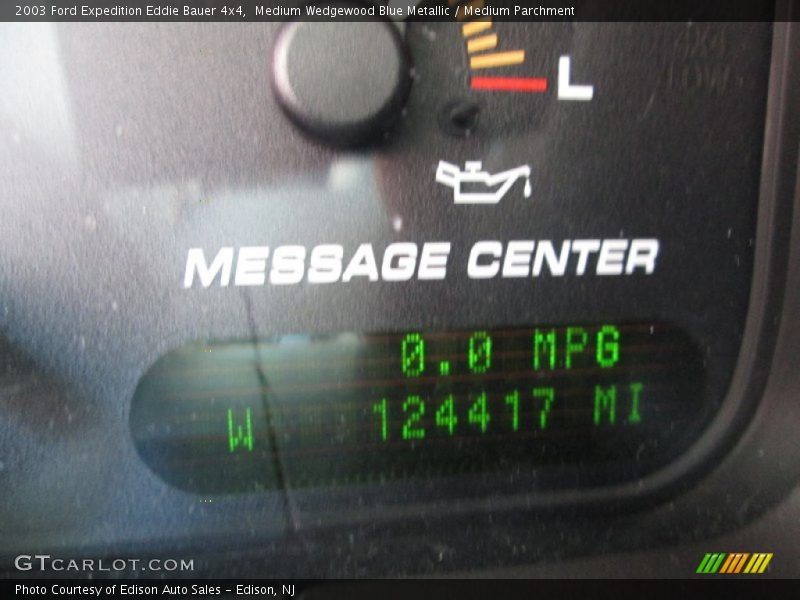 2003 Ford Expedition Eddie Bauer 4x4, Medium Wedgewood Blue Metallic / Medium Parchment
L
MESSAGE CENTER
0.0 MPG
W 124417 MI
GTCARLOT.COM
Photo Courtesy of Edison Auto Sales – Edison, NJ